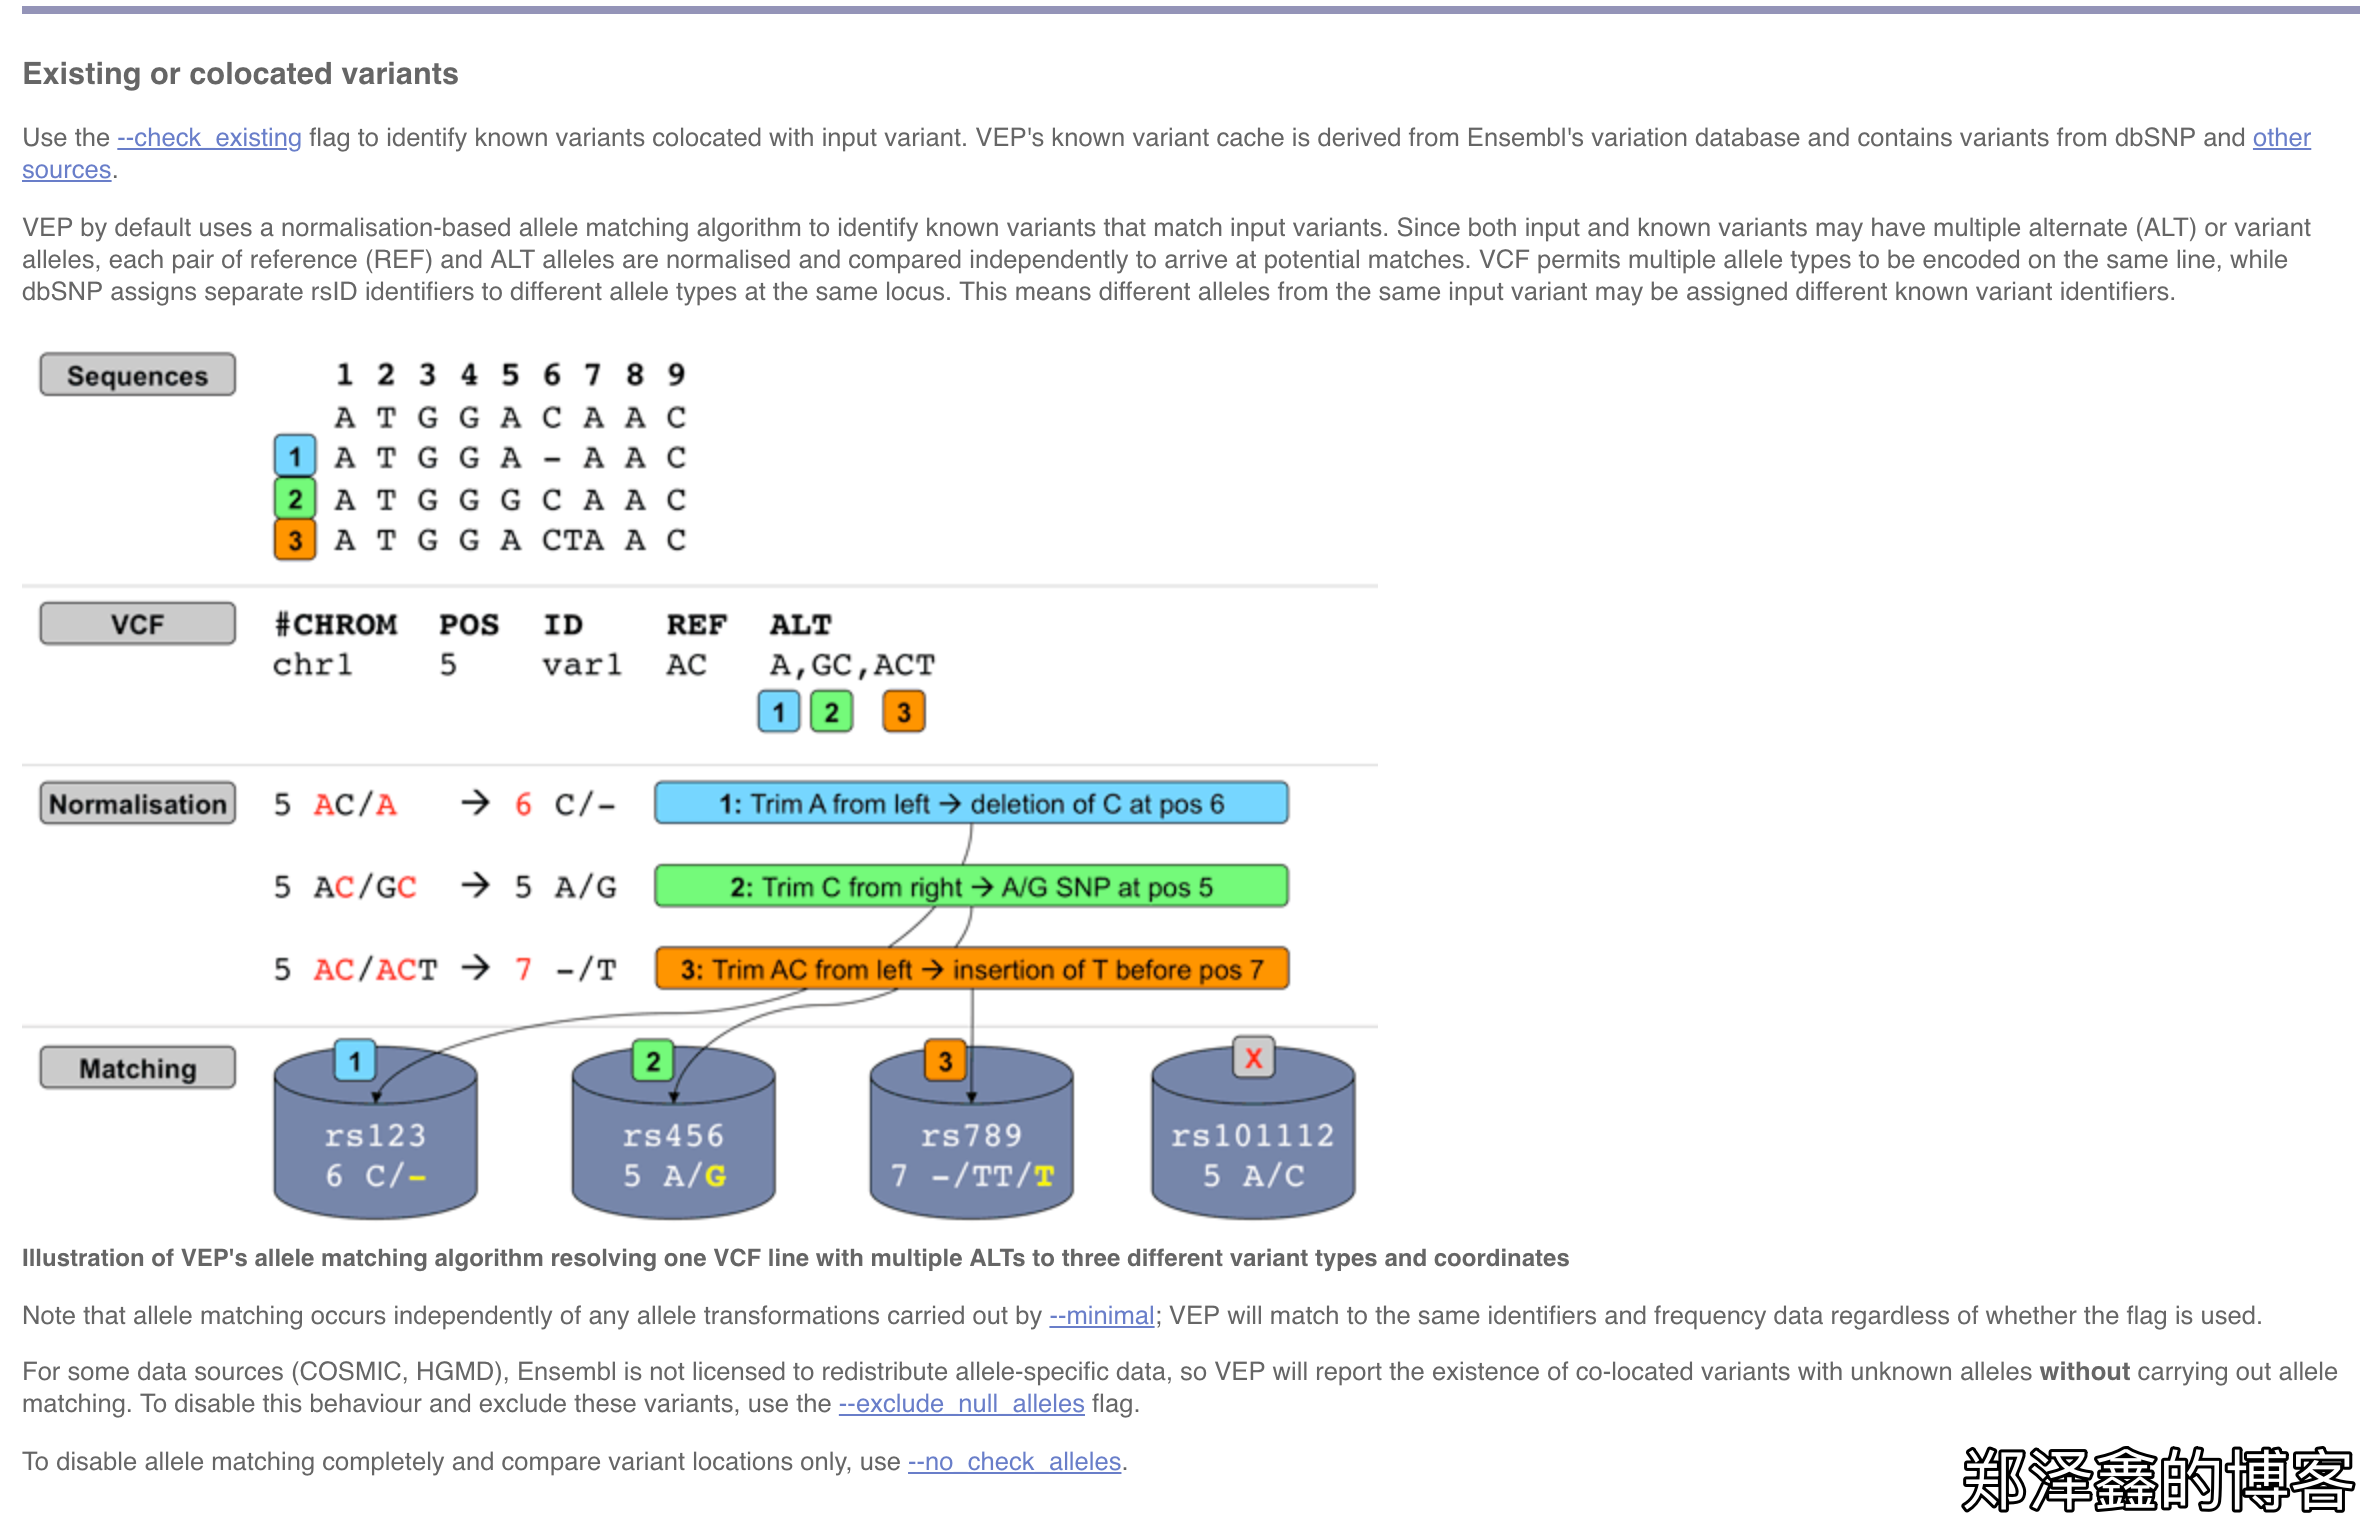 Existing or colocated variants
Use the --check_existing flag to identify known variants colocated with input variant. VEP's known variant cache is derived from Ensembl's variation database and contains variants from dbSNP and other
sources.
VEP by default uses a normalisation-based allele matching algorithm to identify known variants that match input variants. Since both input and known variants may have multiple alternate (ALT) or variant
alleles, each pair of reference (REF) and ALT alleles are normalised and compared independently to arrive at potential matches. VCF permits multiple allele types to be encoded on the same line, while
dbSNP assigns separate rsID identifiers to different allele types at the same locus. This means different alleles from the same input variant may be assigned different known variant identifiers.
Sequences 1 2 3 4 5 6 7 8 9
A T G G A C A A C
1 A T G G A - A A C
2 A T G G G C A A C
3 A T G G A CTA A C
VCF #CHROM POS ID REF ALT
chr1 5 var1 AC A,GC,ACT
1 2 3
Normalisation 5 AC/A → 6 C/- 1: Trim A from left → deletion of C at pos 6
5 AC/GC → 5 A/G 2: Trim C from right → A/G SNP at pos 5
5 AC/ACT → 7 -/T 3: Trim AC from left → insertion of T before pos 7
Matching 1 2 3 X
rs123 rs456 rs789 rs101112
6 C/- 5 A/G 7 -/TT/T 5 A/C
Illustration of VEP's allele matching algorithm resolving one VCF line with multiple ALTs to three different variant types and coordinates
Note that allele matching occurs independently of any allele transformations carried out by --minimal; VEP will match to the same identifiers and frequency data regardless of whether the flag is used.
For some data sources (COSMIC, HGMD), Ensembl is not licensed to redistribute allele-specific data, so VEP will report the existence of co-located variants with unknown alleles without carrying out allele
matching. To disable this behaviour and exclude these variants, use the --exclude_null_alleles flag.
To disable allele matching completely and compare variant locations only, use --no_check_alleles.
郑泽鑫的博客